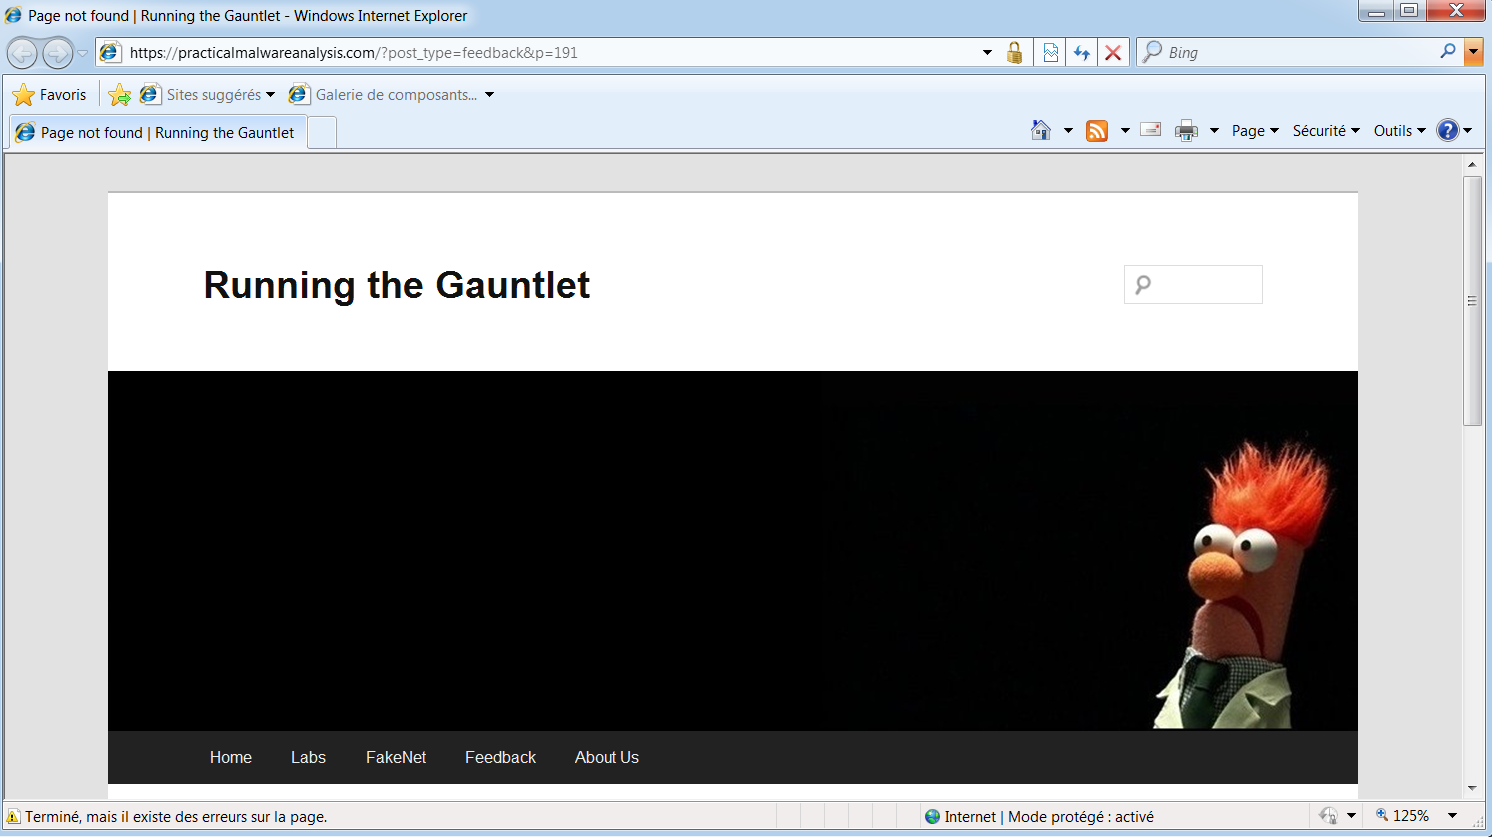 Page not found | Running the Gauntlet - Windows Internet Explorer
https://practicalmalwareanalysis.com/?post_type=feedback&p=191
Bing
Favoris
Sites suggérés
Galerie de composants...
Page not found | Running the Gauntlet
Page
Sécurité
Outils
Running the Gauntlet
Home
Labs
FakeNet
Feedback
About Us
Terminé, mais il existe des erreurs sur la page.
Internet | Mode protégé : activé
125%